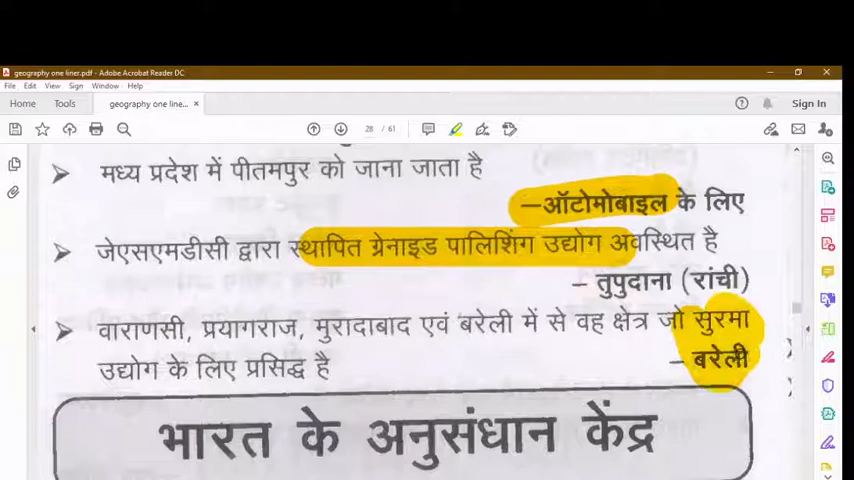 geography one liner.pdf - Adobe Acrobat Reader DC
File Edit View Sign Window Help
Home Tools geography one line... × Sign In
28 / 61
मध्य प्रदेश में पीतमपुर को जाना जाता है
–ऑटोमोबाइल के लिए
जेएसएमडीसी द्वारा स्थापित ग्रेनाइड पालिशिंग उद्योग अवस्थित है
– तुपुदाना (रांची)
वाराणसी, प्रयागराज, मुरादाबाद एवं बरेली में से वह क्षेत्र जो सुरमा
उद्योग के लिए प्रसिद्ध है – बरेली
भारत के अनुसंधान केंद्र